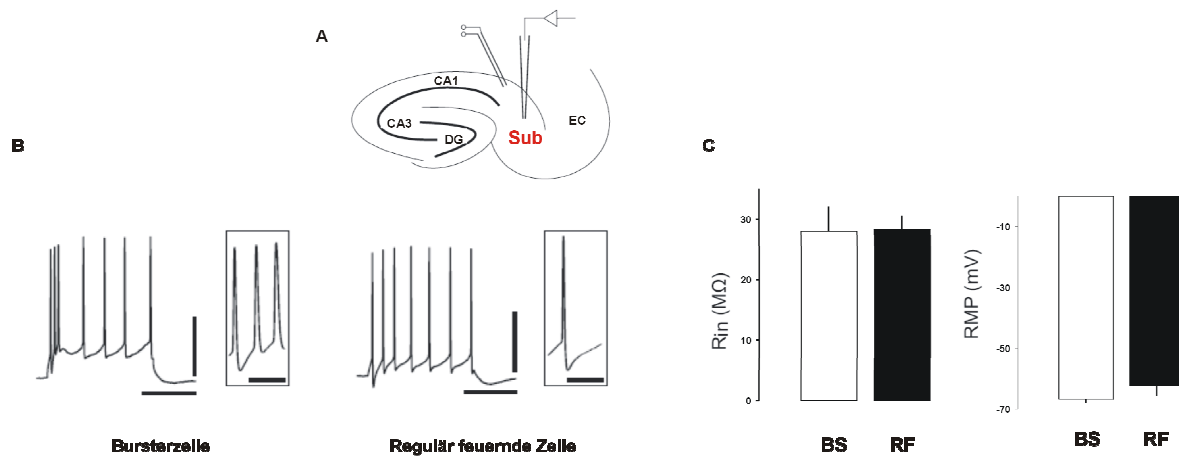 A
CA1
CA3
DG
Sub
EC
B
Bursterzelle
Regulär feuernde Zelle
C
Rin (MΩ)
30
20
10
0
BS RF
RMP (mV)
-10
-30
-50
-70
BS RF